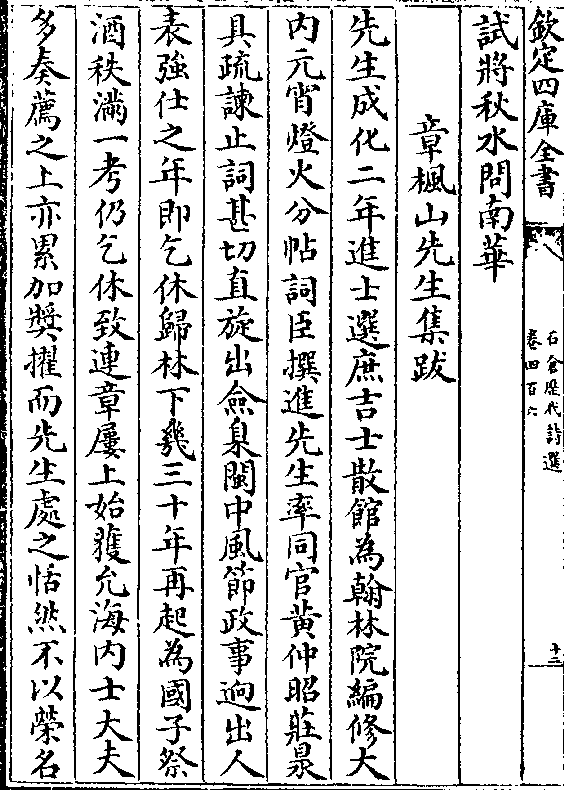 欽定四庫全書
石倉歷代詩選
卷四百六
十三
試將秋水問南華
章楓山先生集跋
先生成化二年進士選庶吉士散館為翰林院編修大
内元宵燈火分帖詞臣撰進先生率同官黄仲昭莊㫤
具疏諫止詞甚切直旋出僉臬閩中風節政事逈出人
表強仕之年即乞休歸林下幾三十年再起為國子祭
酒秩滿一考仍乞休致連章屢上始獲允海内士大夫
多奏薦之上亦累加獎擢而先生處之恬然不以榮名